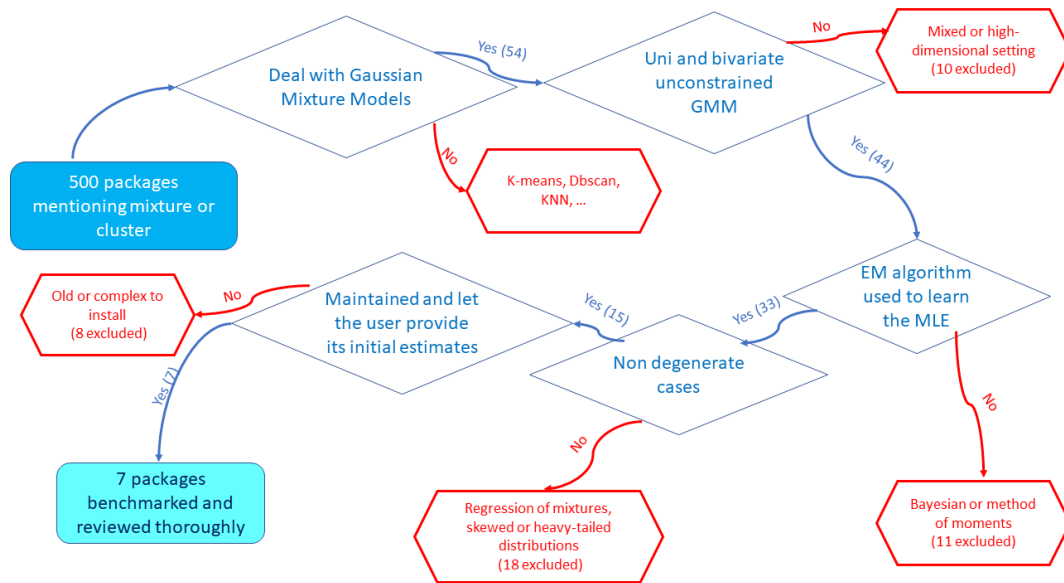 500 packages
mentioning mixture or
cluster
Deal with Gaussian
Mixture Models
Yes (54)
No
K-means, Dbscan,
KNN, ...
Uni and bivariate
unconstrained
GMM
No
Mixed or high-
dimensional setting
(10 excluded)
Yes (44)
EM algorithm
used to learn
the MLE
No
Bayesian or method
of moments
(11 excluded)
Yes (33)
Non degenerate
cases
No
Regression of mixtures,
skewed or heavy-tailed
distributions
(18 excluded)
Yes (15)
Maintained and let
the user provide
its initial estimates
No
Old or complex to
install
(8 excluded)
Yes (7)
7 packages
benchmarked and
reviewed thoroughly